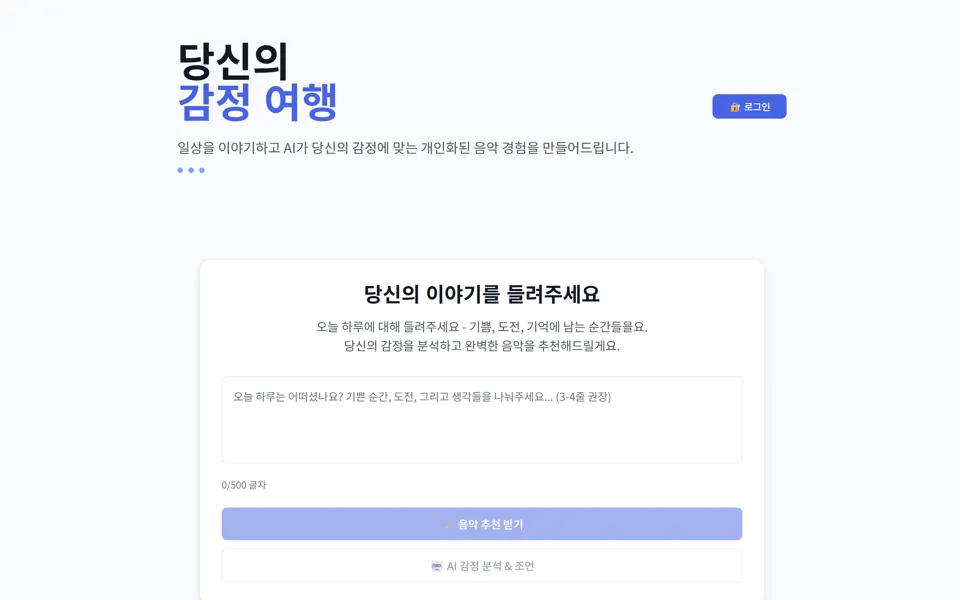 당신의
감정 여행
🔐 로그인
일상을 이야기하고 AI가 당신의 감정에 맞는 개인화된 음악 경험을 만들어드립니다.
당신의 이야기를 들려주세요
오늘 하루에 대해 들려주세요 - 기쁨, 도전, 기억에 남는 순간들을요.
당신의 감정을 분석하고 완벽한 음악을 추천해드릴게요.
오늘 하루는 어떠셨나요? 기쁜 순간, 도전, 그리고 생각들을 나눠주세요... (3-4줄 권장)
0/500 글자
음악 추천 받기
🤖 AI 감정 분석 & 조언